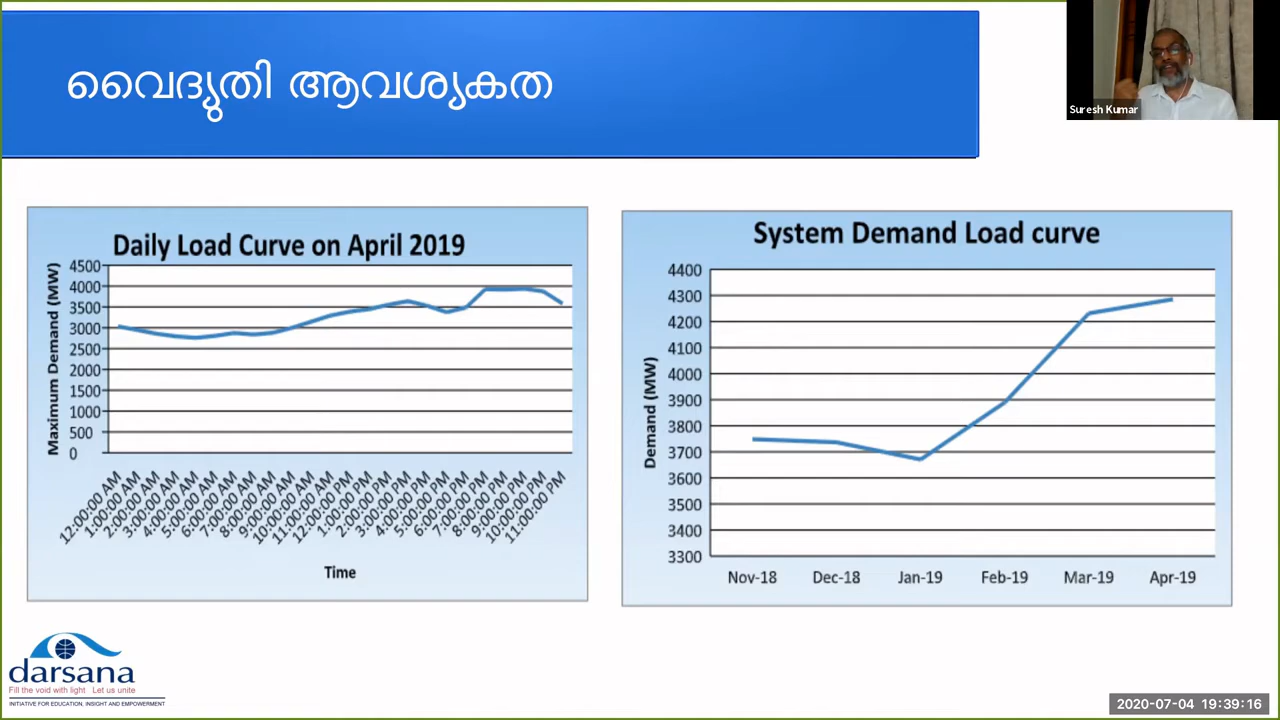 വൈദ്യുതി ആവശ്യകത
Suresh Kumar
Daily Load Curve on April 2019
Maximum Demand (MW)
4500
4000
3500
3000
2500
2000
1500
1000
500
0
12:00:00 AM
1:00:00 AM
2:00:00 AM
3:00:00 AM
4:00:00 AM
5:00:00 AM
6:00:00 AM
7:00:00 AM
8:00:00 AM
9:00:00 AM
10:00:00 AM
11:00:00 AM
12:00:00 PM
1:00:00 PM
2:00:00 PM
3:00:00 PM
4:00:00 PM
5:00:00 PM
6:00:00 PM
7:00:00 PM
8:00:00 PM
9:00:00 PM
10:00:00 PM
11:00:00 PM
Time
System Demand Load curve
Demand (MW)
4400
4300
4200
4100
4000
3900
3800
3700
3600
3500
3400
3300
Nov-18 Dec-18 Jan-19 Feb-19 Mar-19 Apr-19
darsana
Fill the void with light Let us unite
INITIATIVE FOR EDUCATION, INSIGHT AND EMPOWERMENT
2020-07-04 19:39:16